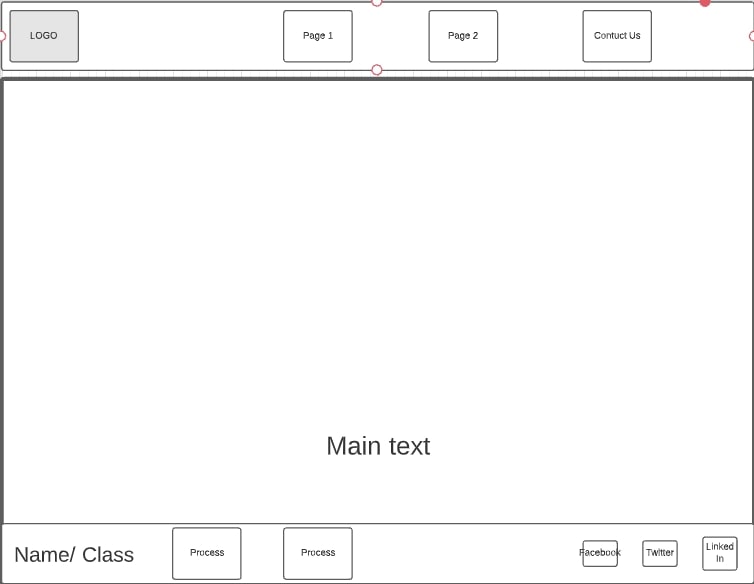 LOGO
Page 1
Page 2
Contuct Us
Main text
Name/ Class
Process
Process
Facebook
Twitter
Linked
In